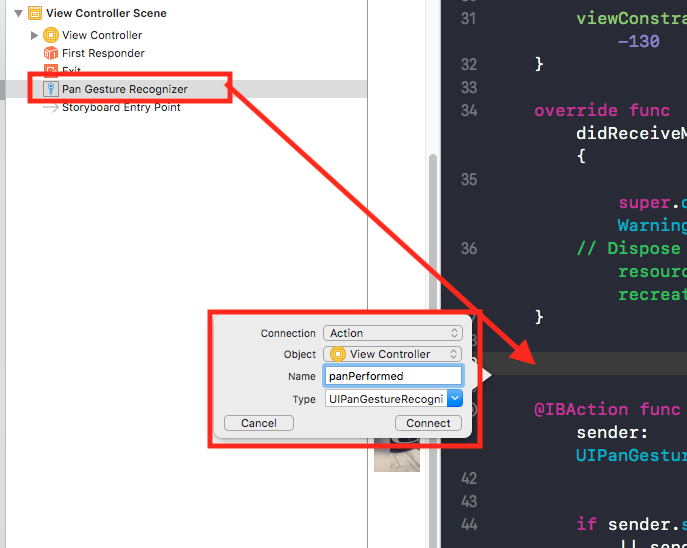 View Controller Scene
View Controller
First Responder
Exit
Pan Gesture Recognizer
Storyboard Entry Point
Connection Action
Object View Controller
Name panPerformed
Type UIPanGestureRecogni
Cancel Connect
31 viewConstra
-130
32 }
33
34 override func
didReceiveM
{
35
super.d
Warning
36 // Dispose
resourc
recreat
}
@IBAction func
sender:
UIPanGestur
42
43
44 if sender.s
|| send